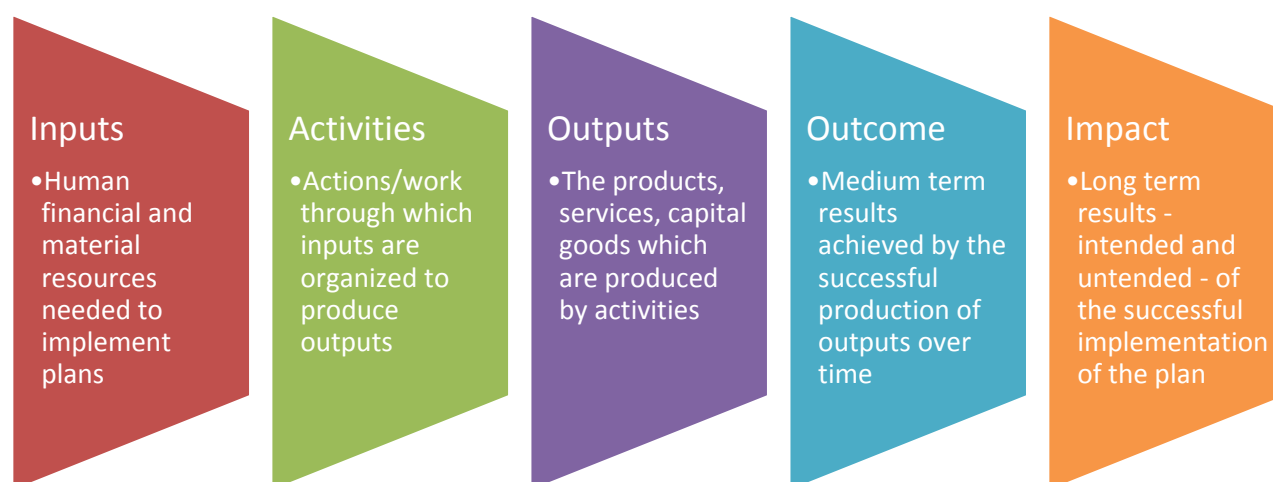 Inputs
•Human
financial and
material
resources
needed to
implement
plans
Activities
•Actions/work
through which
inputs are
organized to
produce
outputs
Outputs
•The products,
services, capital
goods which
are produced
by activities
Outcome
•Medium term
results
achieved by the
successful
production of
outputs over
time
Impact
•Long term
results -
intended and
untended - of
the successful
implementation
of the plan